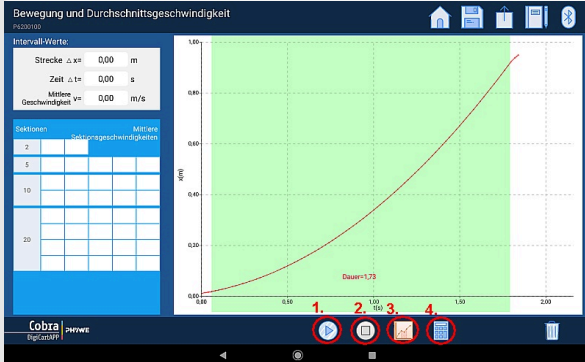 Bewegung und Durchschnittsgeschwindigkeit
P6200100
Intervall-Werte:
Strecke △ x= 0,00 m
Zeit △ t= 0,00 s
Mittlere Geschwindigkeit v= 0,00 m/s
Sektionen Mittlere Sektionsgeschwindigkeiten
2
5
10
20
1,00
0,80
0,60
0,40
0,20
0,00
x(m)
Dauer=1,73
0,00 0,50 1,00 1,50 2,00
t(s)
1. 2. 3. 4.
Cobra PHYWE
DigiCartAPP